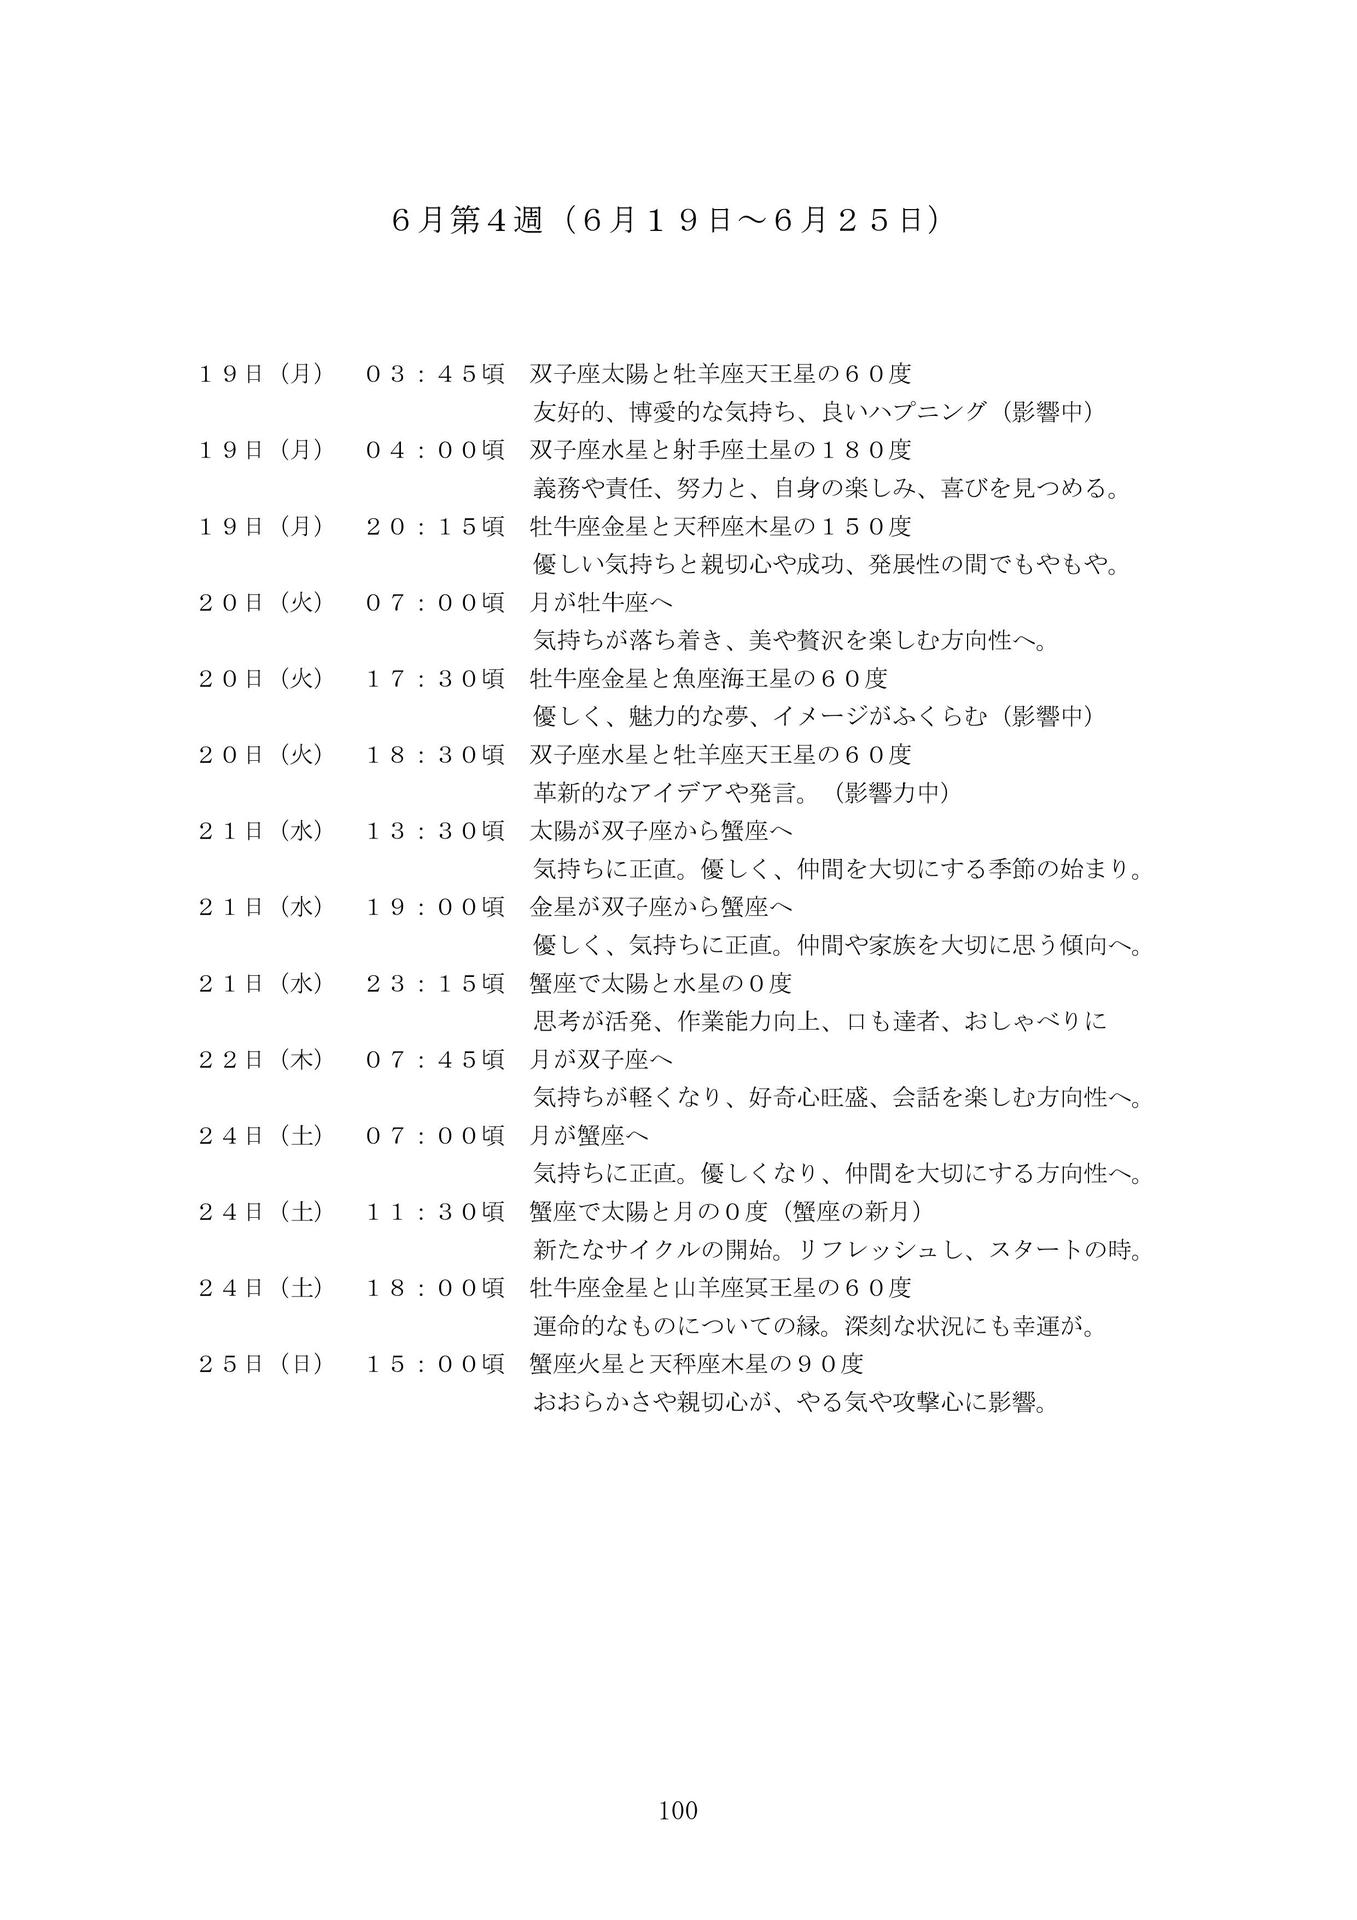 ６月第４週（６月１９日～６月２５日）
１９日（月）　０３：４５頃　双子座太陽と牡羊座天王星の６０度
友好的、博愛的な気持ち、良いハプニング（影響中）
１９日（月）　０４：００頃　双子座水星と射手座土星の１８０度
義務や責任、努力と、自身の楽しみ、喜びを見つめる。
１９日（月）　２０：１５頃　牡牛座金星と天秤座木星の１５０度
優しい気持ちと親切心や成功、発展性の間でもやもや。
２０日（火）　０７：００頃　月が牡牛座へ
気持ちが落ち着き、美や贅沢を楽しむ方向性へ。
２０日（火）　１７：３０頃　牡牛座金星と魚座海王星の６０度
優しく、魅力的な夢、イメージがふくらむ（影響中）
２０日（火）　１８：３０頃　双子座水星と牡羊座天王星の６０度
革新的なアイデアや発言。（影響力中）
２１日（水）　１３：３０頃　太陽が双子座から蟹座へ
気持ちに正直。優しく、仲間を大切にする季節の始まり。
２１日（水）　１９：００頃　金星が双子座から蟹座へ
優しく、気持ちに正直。仲間や家族を大切に思う傾向へ。
２１日（水）　２３：１５頃　蟹座で太陽と水星の０度
思考が活発、作業能力向上、口も達者、おしゃべりに
２２日（木）　０７：４５頃　月が双子座へ
気持ちが軽くなり、好奇心旺盛、会話を楽しむ方向性へ。
２４日（土）　０７：００頃　月が蟹座へ
気持ちに正直。優しくなり、仲間を大切にする方向性へ。
２４日（土）　１１：３０頃　蟹座で太陽と月の０度（蟹座の新月）
新たなサイクルの開始。リフレッシュし、スタートの時。
２４日（土）　１８：００頃　牡牛座金星と山羊座冥王星の６０度
運命的なものについての縁。深刻な状況にも幸運が。
２５日（日）　１５：００頃　蟹座火星と天秤座木星の９０度
おおらかさや親切心が、やる気や攻撃心に影響。
100